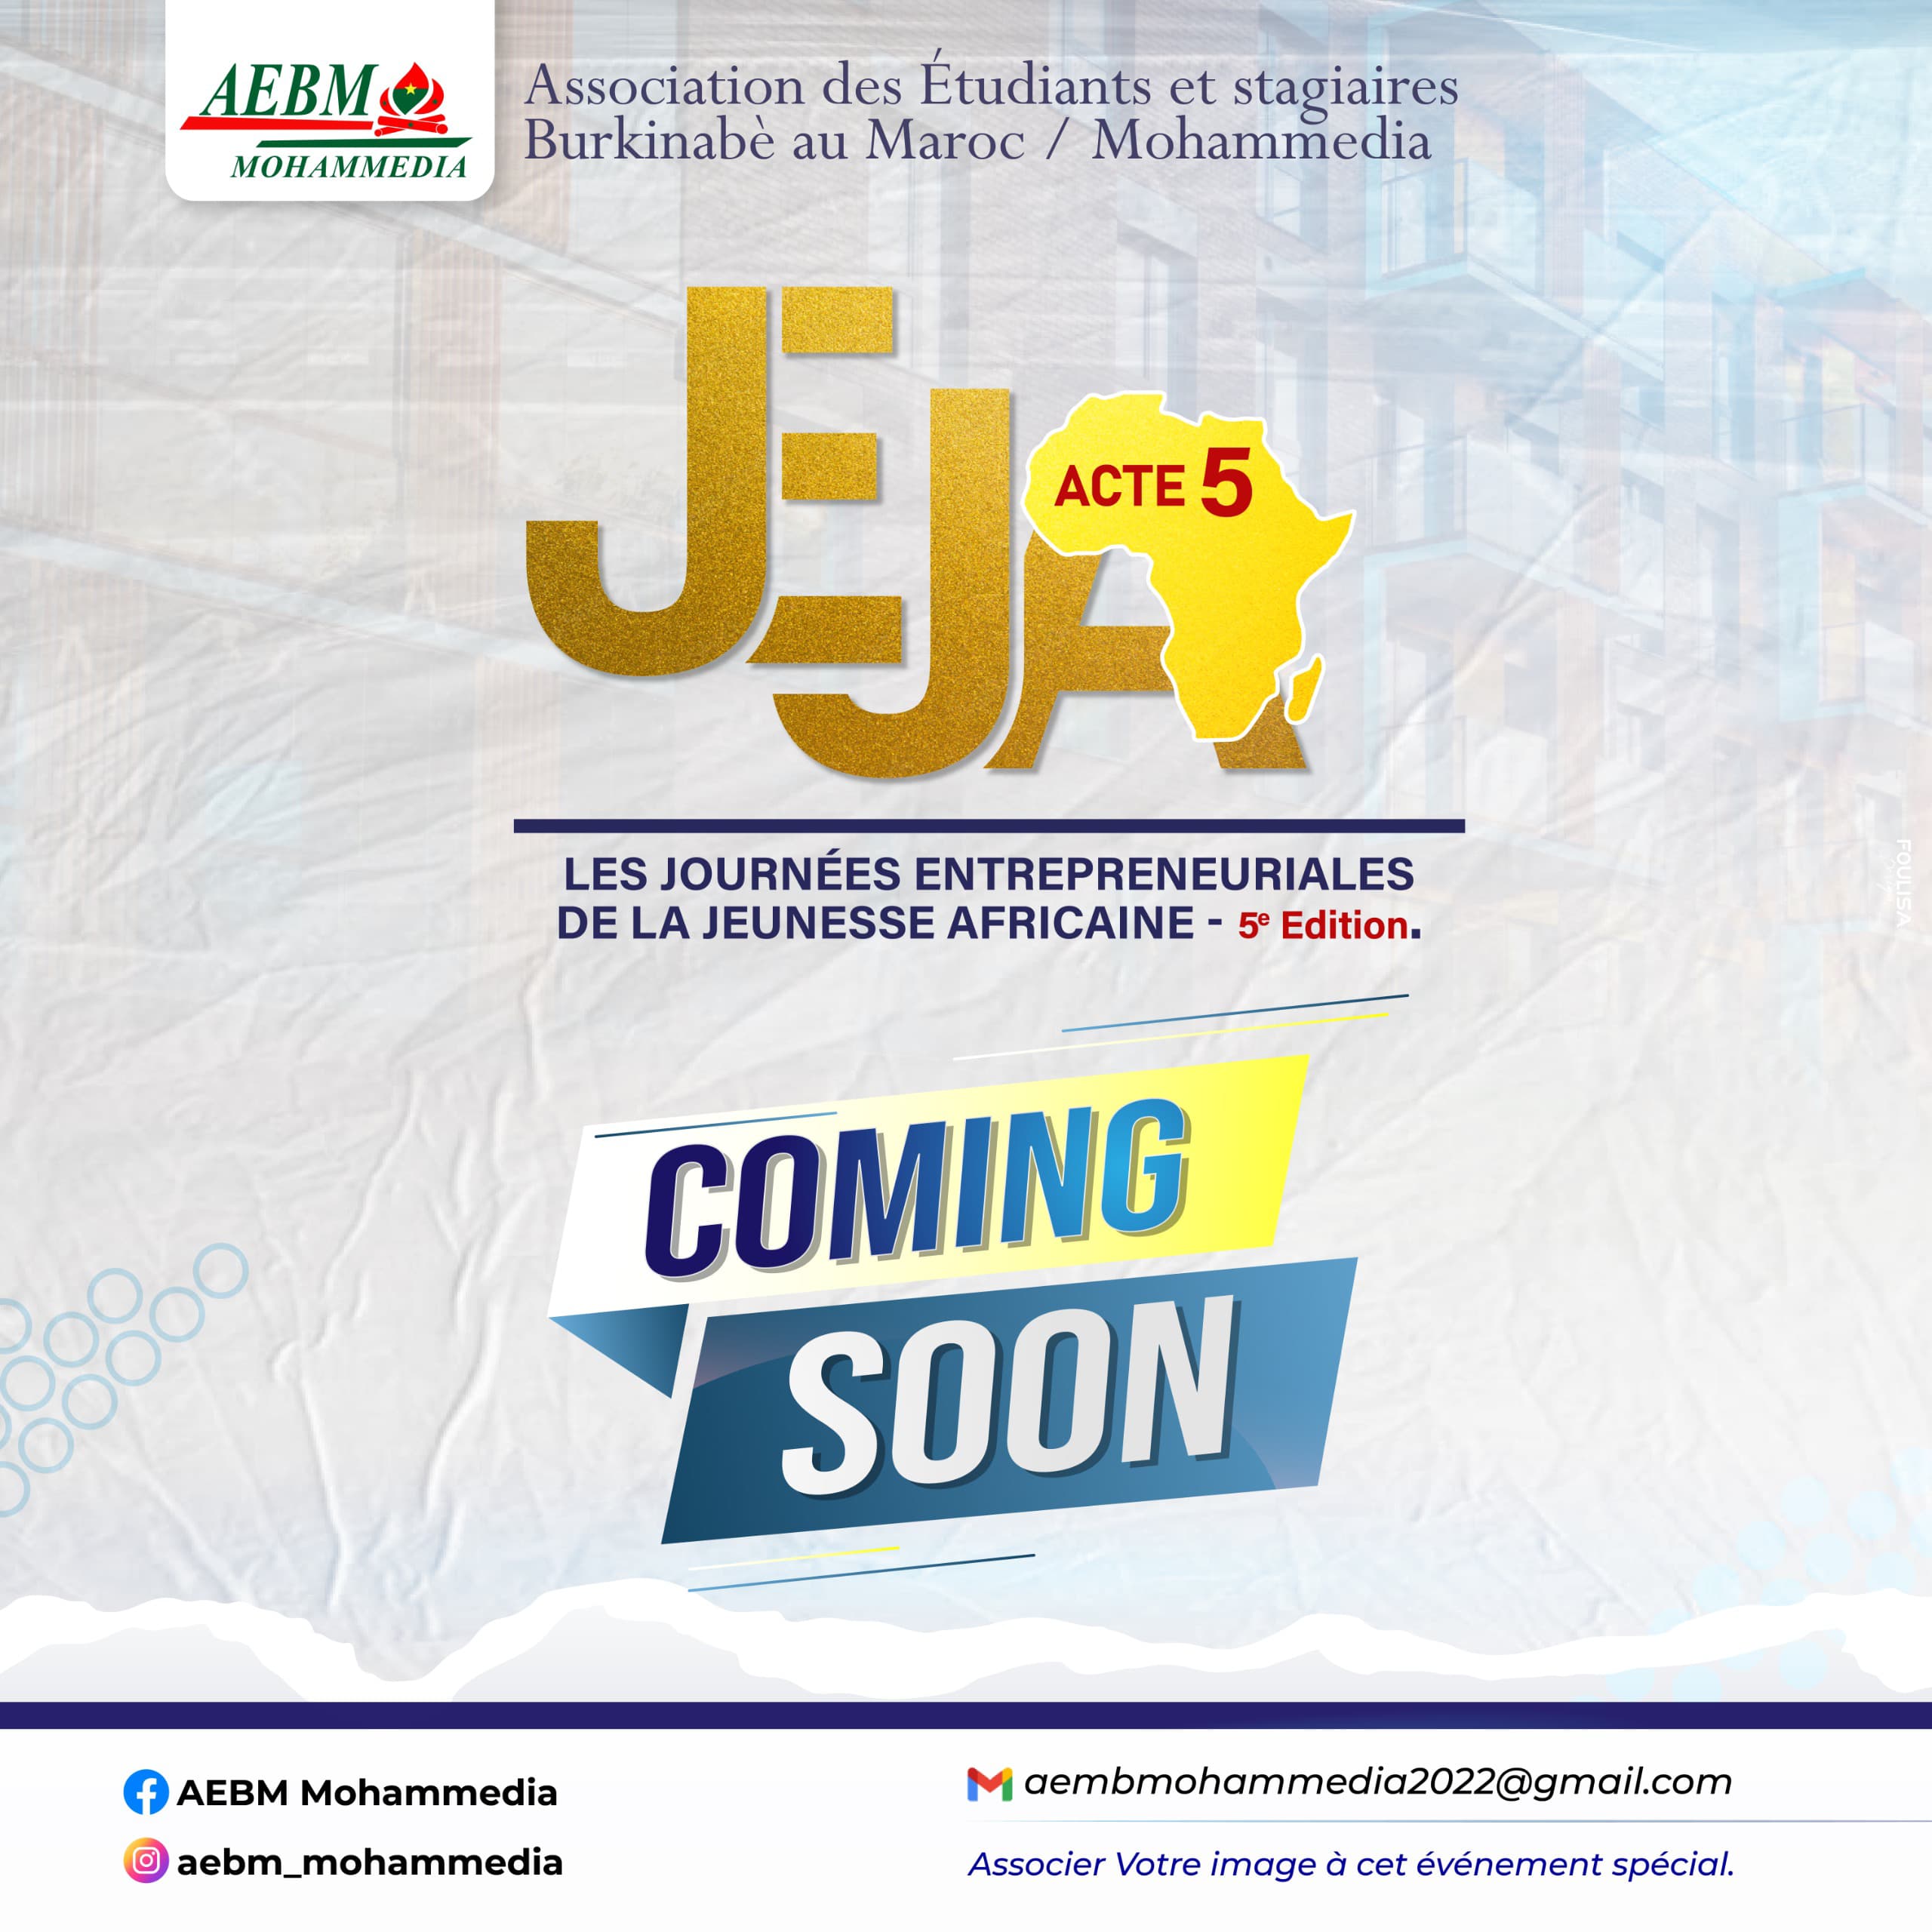 AEBM
MOHAMMEDIA
Association des Étudiants et stagiaires
Burkinabè au Maroc / Mohammedia
JEJA
ACTE 5
LES JOURNÉES ENTREPRENEURIALES
DE LA JEUNESSE AFRICAINE - 5e Edition.
COMING
SOON
FOULISA
AEBM Mohammedia
aebm_mohammedia
aembmohammedia2022@gmail.com
Associer Votre image à cet événement spécial.